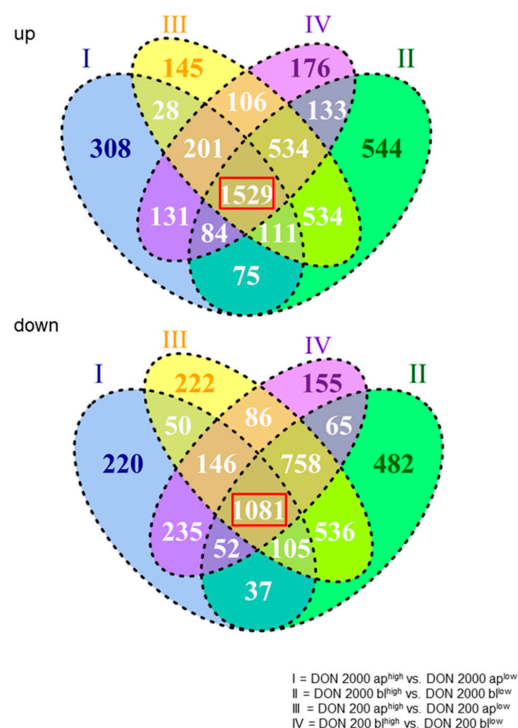 up
III IV
I II
145 176
28 106 133
308 201 534 544
1529
131 534
84 111
75
down
III IV
I II
222 155
50 86 65
220 146 758 482
1081
235 536
52 105
37
I = DON 2000 ap^high vs. DON 2000 ap^low
II = DON 2000 bl^high vs. DON 2000 bl^low
III = DON 200 ap^high vs. DON 200 ap^low
IV = DON 200 bl^high vs. DON 200 bl^low